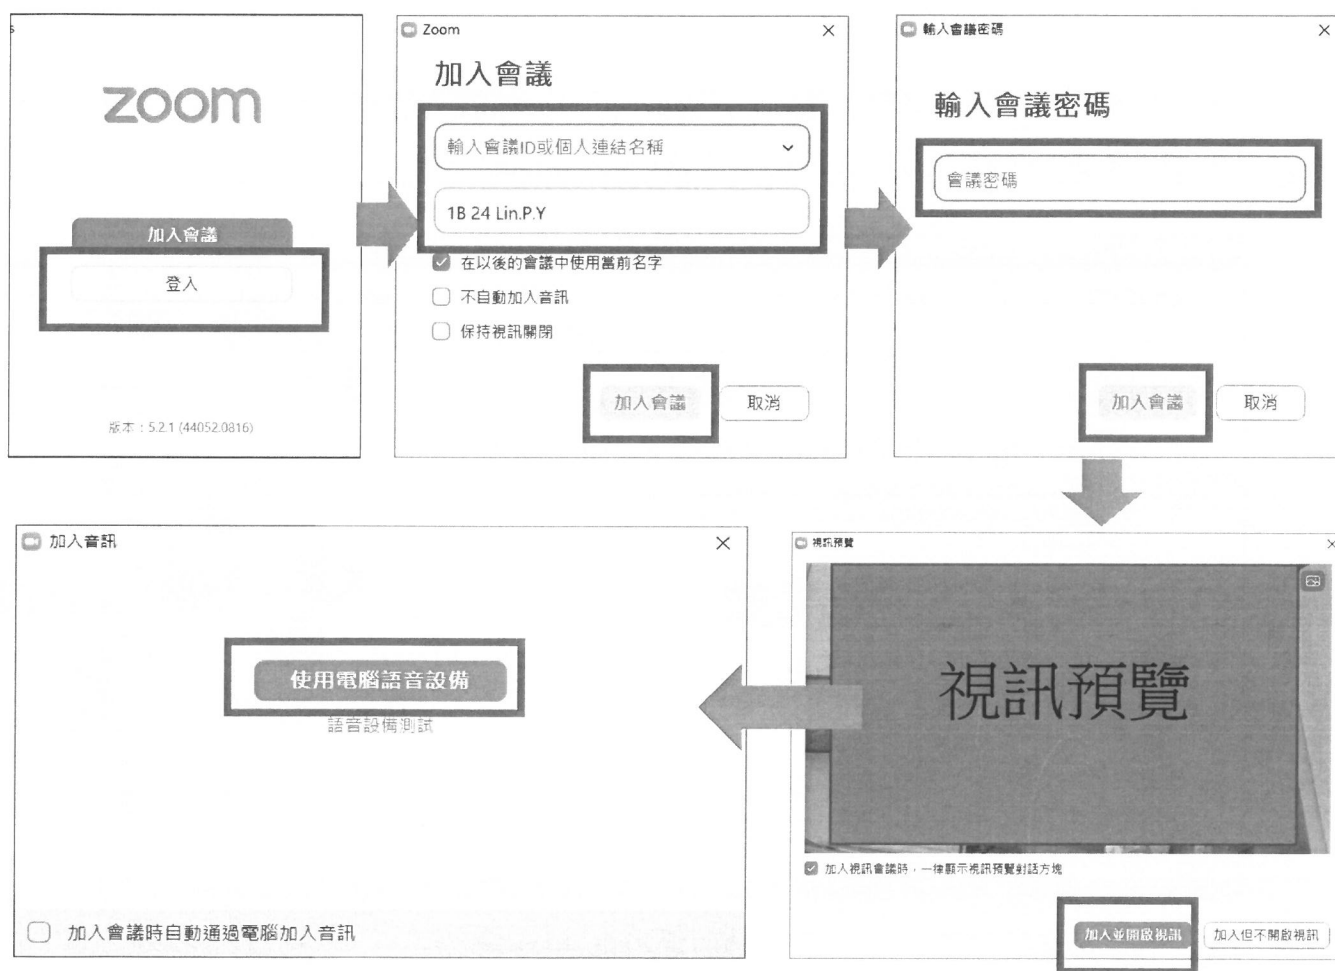 s
zoom
加入會議
登入
版本：5.2.1 (44052.0816)
Zoom
加入會議
輸入會議ID或個人連結名稱
1B 24 Lin.P.Y
在以後的會議中使用當前名字
不自動加入音訊
保持視訊關閉
加入會議
取消
輸入會議密碼
輸入會議密碼
會議密碼
加入會議
取消
視訊預覽
視訊預覽
加入視訊會議時，一律顯示視訊預覽對話方塊
加入並開啟視訊
加入但不開啟視訊
加入音訊
使用電腦語音設備
語音設備測試
加入會議時自動通過電腦加入音訊